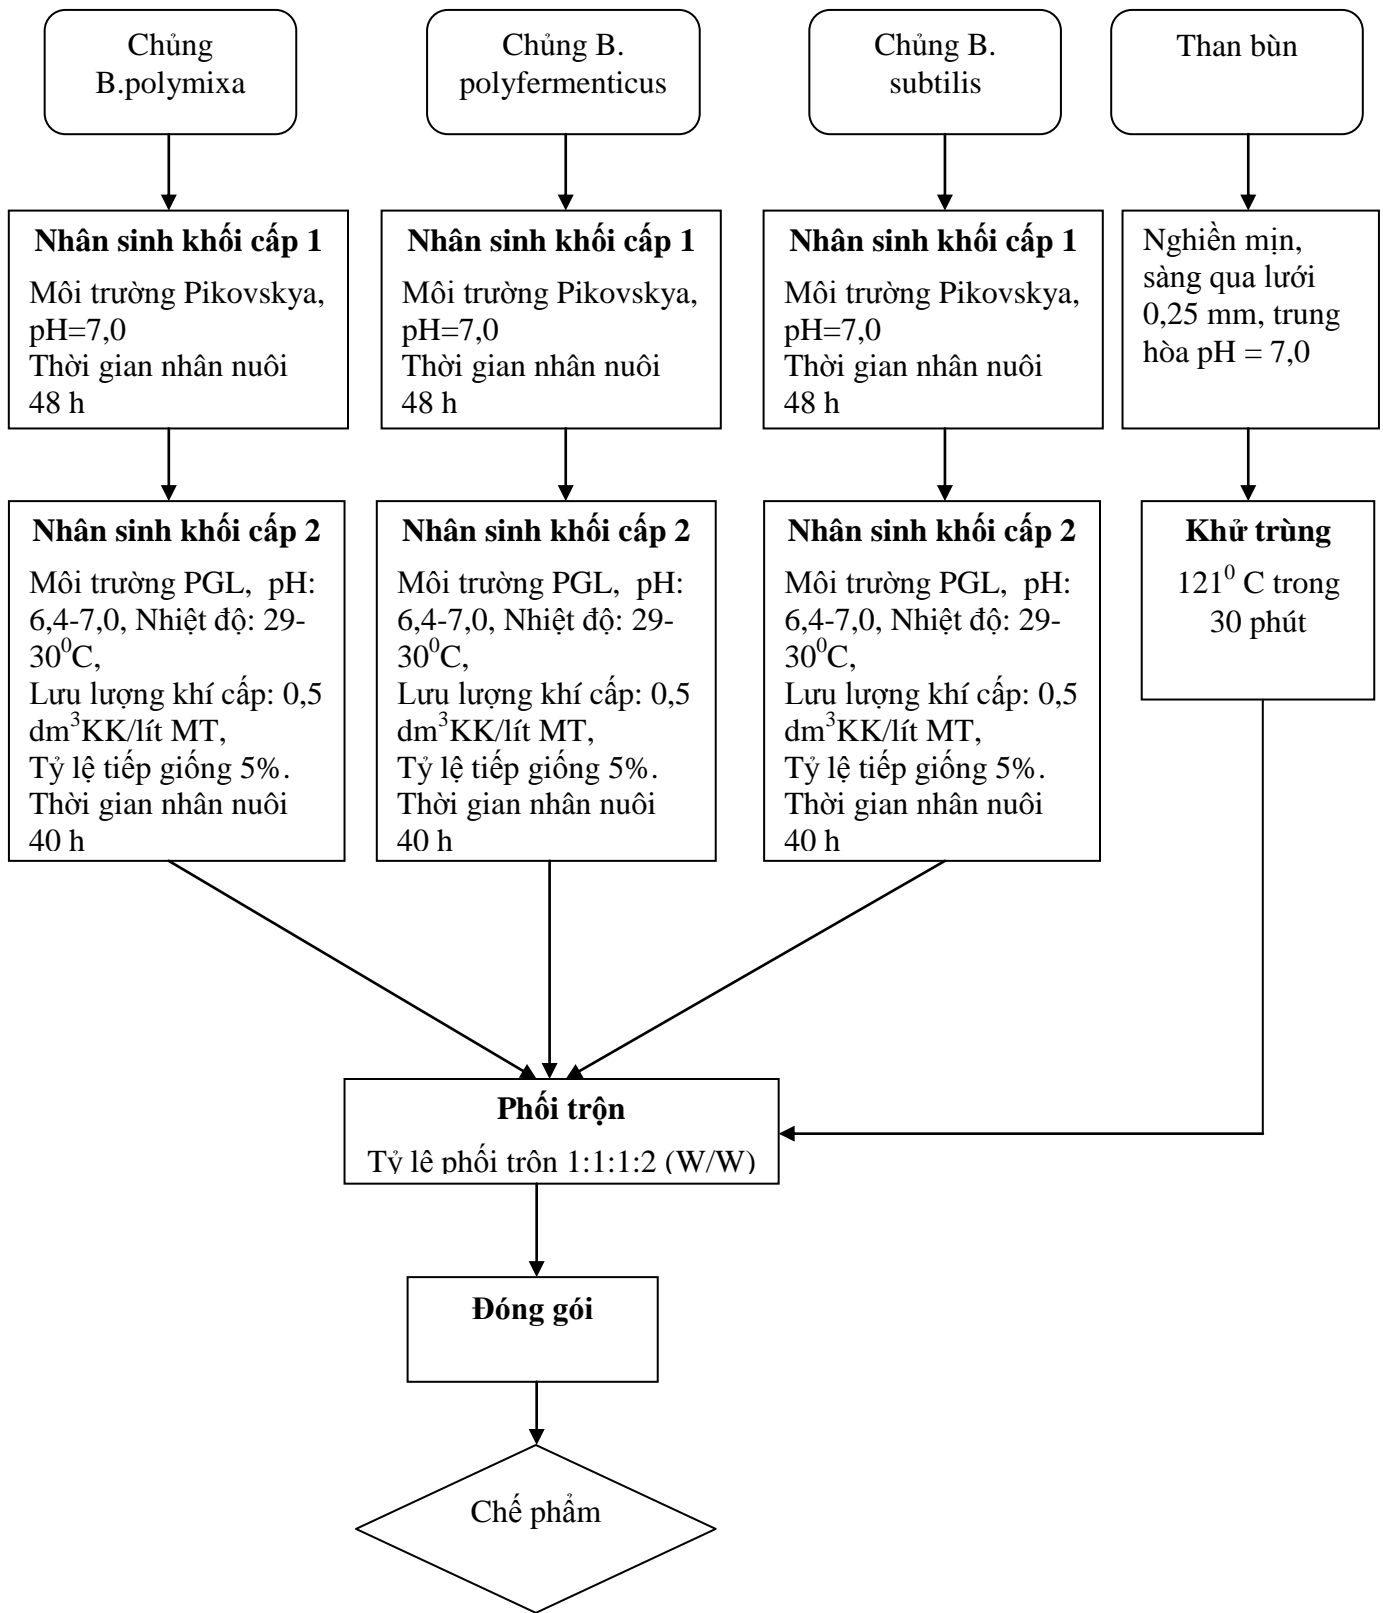 Chủng
B.polymixa
Chủng B.
polyfermenticus
Chủng B.
subtilis
Than bùn
Nhân sinh khối cấp 1
Môi trường Pikovskya,
pH=7,0
Thời gian nhân nuôi
48 h
Nhân sinh khối cấp 1
Môi trường Pikovskya,
pH=7,0
Thời gian nhân nuôi
48 h
Nhân sinh khối cấp 1
Môi trường Pikovskya,
pH=7,0
Thời gian nhân nuôi
48 h
Nghiền mịn,
sàng qua lưới
0,25 mm, trung
hòa pH = 7,0
Nhân sinh khối cấp 2
Môi trường PGL, pH:
6,4-7,0, Nhiệt độ: 29-
30⁰C,
Lưu lượng khí cấp: 0,5
dm³KK/lít MT,
Tỷ lệ tiếp giống 5%.
Thời gian nhân nuôi
40 h
Nhân sinh khối cấp 2
Môi trường PGL, pH:
6,4-7,0, Nhiệt độ: 29-
30⁰C,
Lưu lượng khí cấp: 0,5
dm³KK/lít MT,
Tỷ lệ tiếp giống 5%.
Thời gian nhân nuôi
40 h
Nhân sinh khối cấp 2
Môi trường PGL, pH:
6,4-7,0, Nhiệt độ: 29-
30⁰C,
Lưu lượng khí cấp: 0,5
dm³KK/lít MT,
Tỷ lệ tiếp giống 5%.
Thời gian nhân nuôi
40 h
Khử trùng
121⁰ C trong
30 phút
Phối trộn
Tỷ lệ phối trộn 1:1:1:2 (W/W)
Đóng gói
Chế phẩm